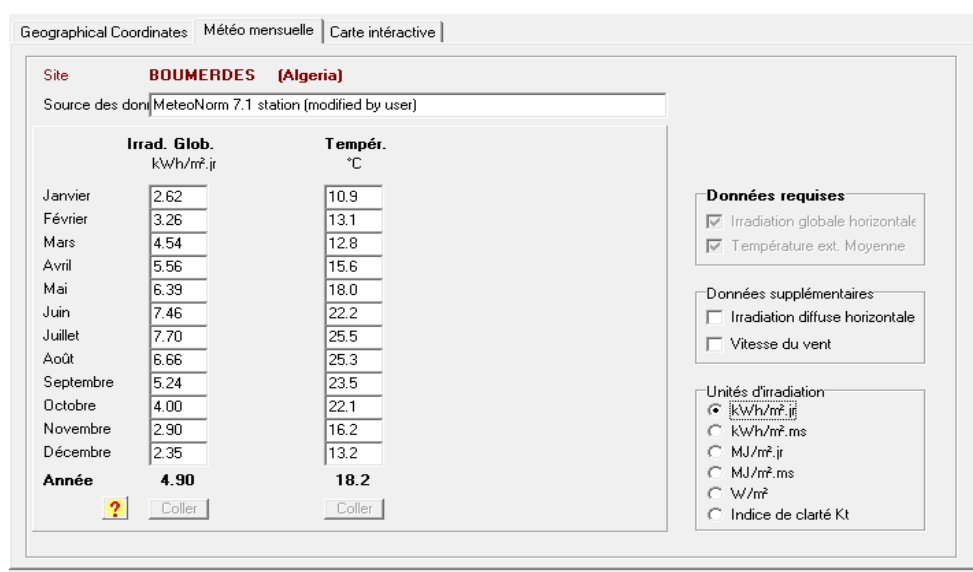 Geographical Coordinates Météo mensuelle Carte intéractive
Site BOUMERDES (Algeria)
Source des donn MeteoNorm 7.1 station (modified by user)
Irrad. Glob. Tempér.
kWh/m².jr °C
Janvier 2.62 10.9
Février 3.26 13.1
Mars 4.54 12.8
Avril 5.56 15.6
Mai 6.39 18.0
Juin 7.46 22.2
Juillet 7.70 25.5
Août 6.66 25.3
Septembre 5.24 23.5
Octobre 4.00 22.1
Novembre 2.90 16.2
Décembre 2.35 13.2
Année 4.90 18.2
? Coller Coller
Données requises
Irradiation globale horizontale
Température ext. Moyenne
Données supplémentaires
Irradiation diffuse horizontale
Vitesse du vent
Unités d'irradiation
kWh/m².jr
kWh/m².ms
MJ/m².jr
MJ/m².ms
W/m²
Indice de clarté Kt